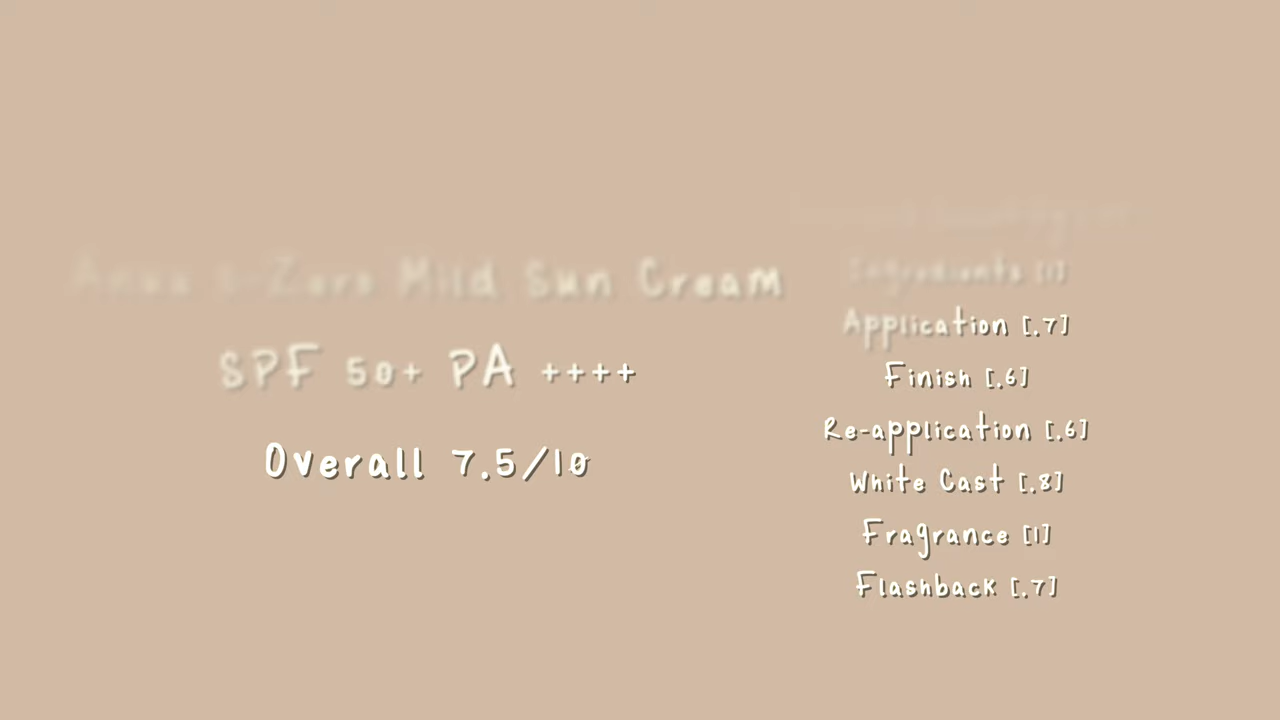 Mild Sun Cream
SPF 50+ PA ++++
Overall 7.5/10
Ingredients [1]
Application [.7]
Finish [.6]
Re-application [.6]
White Cast [.8]
Fragrance [1]
Flashback [.7]